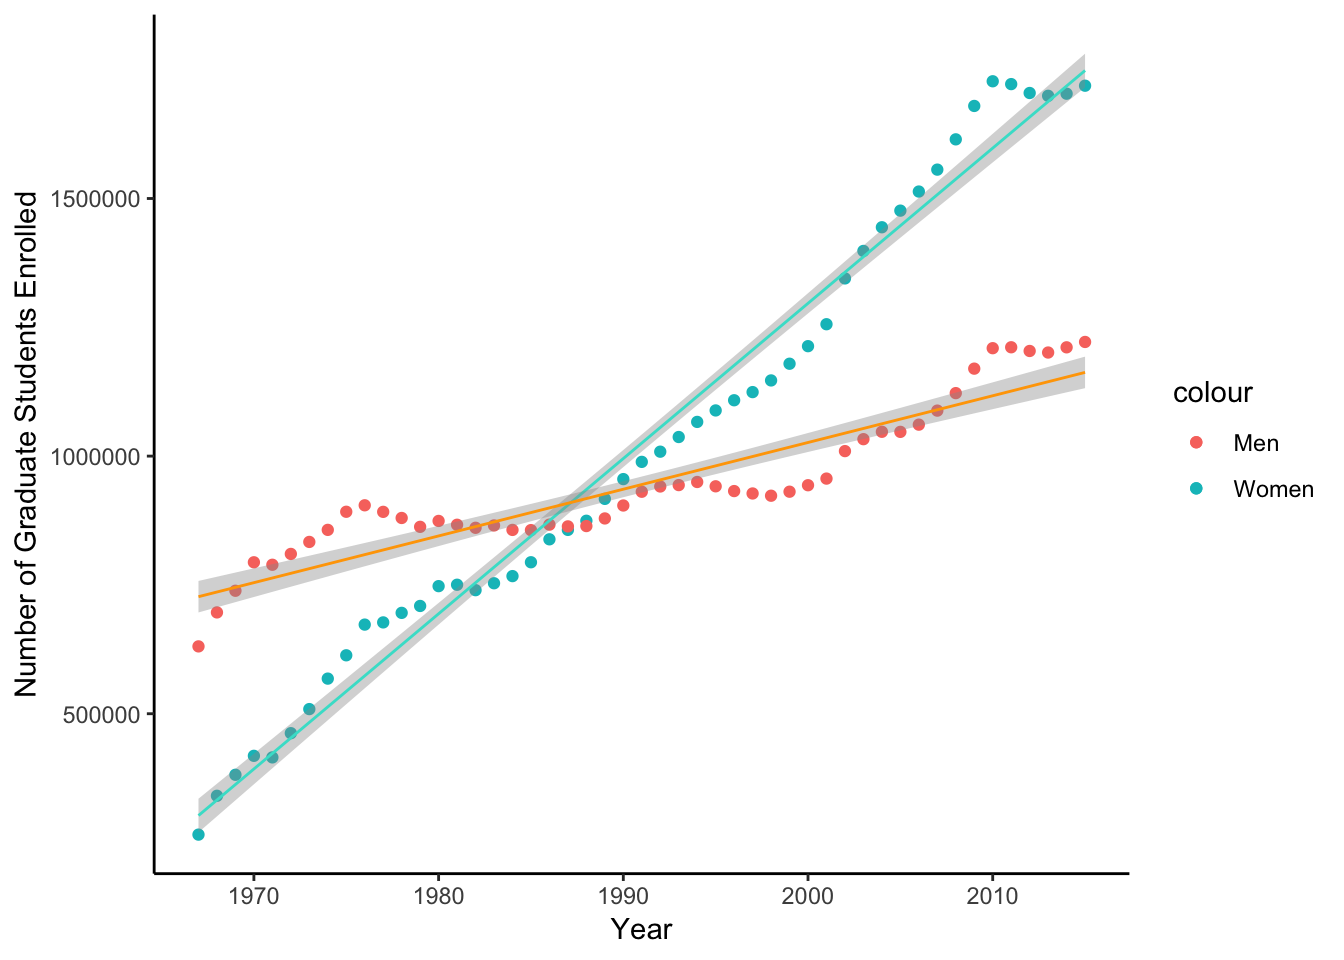 Number of Graduate Students Enrolled
1500000
1000000
500000
1970 1980 1990 2000 2010
Year
colour
Men
Women